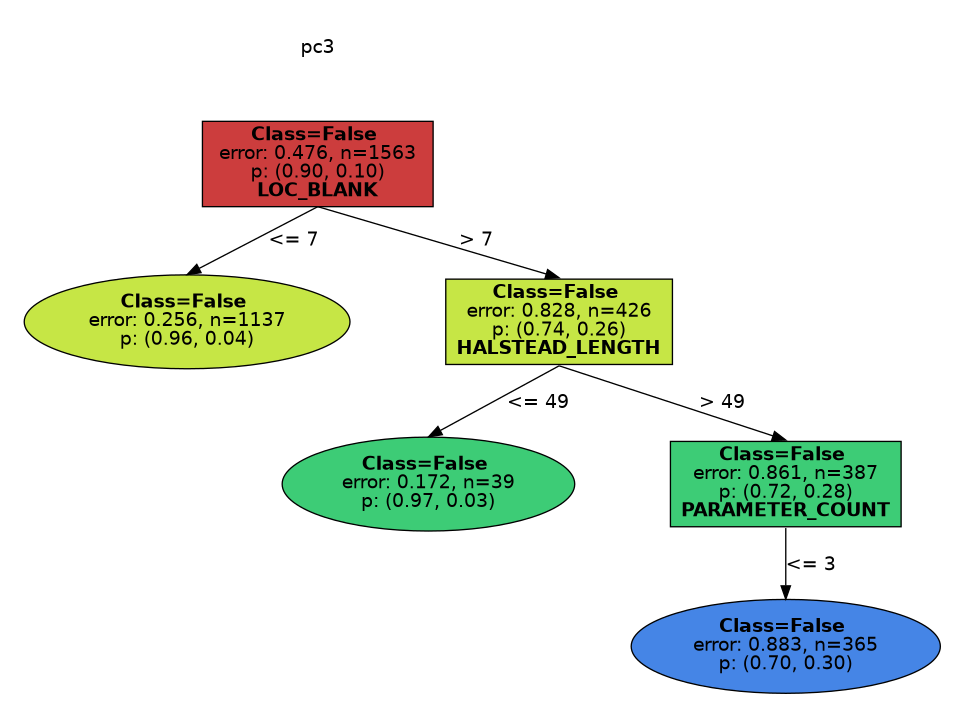 pc3
Class=False
error: 0.476, n=1563
p: (0.90, 0.10)
LOC_BLANK
<= 7
> 7
Class=False
error: 0.256, n=1137
p: (0.96, 0.04)
Class=False
error: 0.828, n=426
p: (0.74, 0.26)
HALSTEAD_LENGTH
<= 49
> 49
Class=False
error: 0.172, n=39
p: (0.97, 0.03)
Class=False
error: 0.861, n=387
p: (0.72, 0.28)
PARAMETER_COUNT
<= 3
Class=False
error: 0.883, n=365
p: (0.70, 0.30)